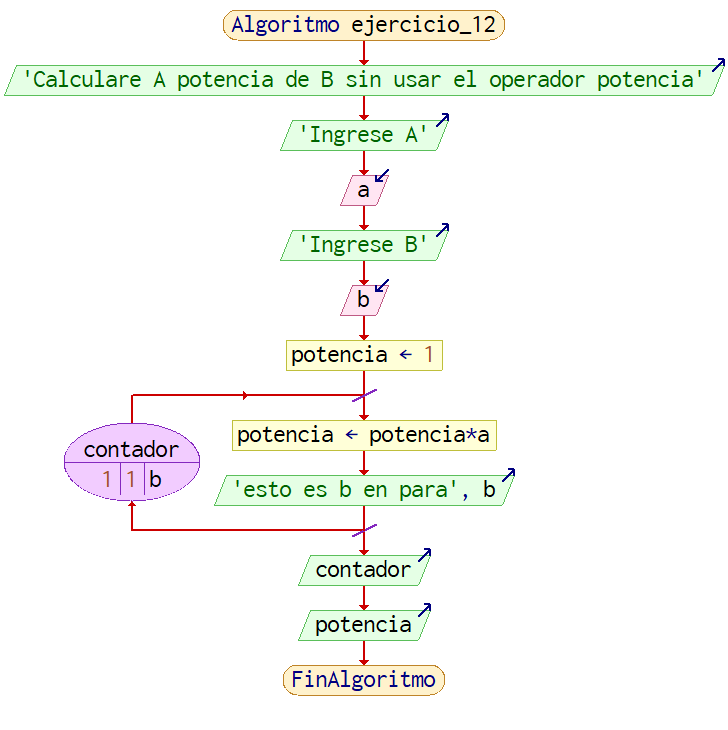 Algoritmo ejercicio_12
'Calculare A potencia de B sin usar el operador potencia'
'Ingrese A'
a
'Ingrese B'
b
potencia ← 1
potencia ← potencia*a
contador
1 1 b
'esto es b en para', b
contador
potencia
FinAlgoritmo